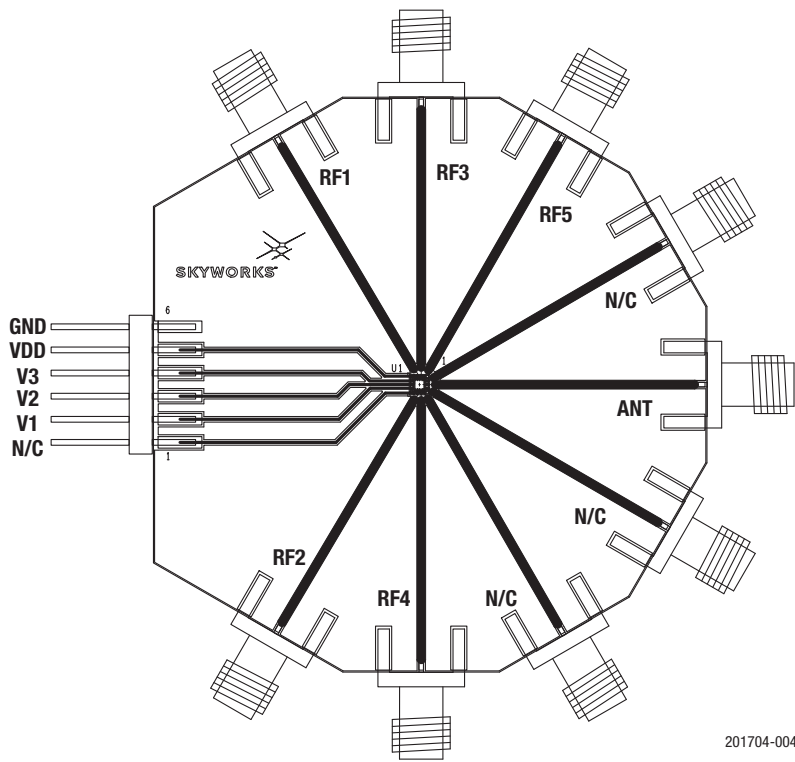 RF1
RF3
RF5
N/C
SKYWORKS
6
GND
VDD
V3
V2
V1
N/C
1
U1
1
ANT
N/C
RF2
RF4
N/C
201704-004